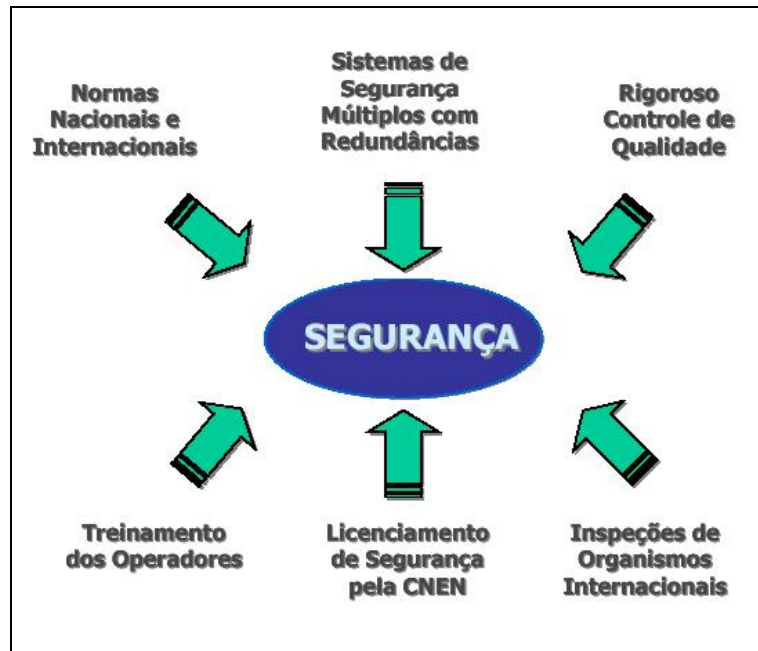 Normas
Nacionais e
Internacionais
Sistemas de
Segurança
Múltiplos com
Redundâncias
Rigoroso
Controle de
Qualidade
SEGURANÇA
Treinamento
dos Operadores
Licenciamento
de Segurança
pela CNEN
Inspeções de
Organismos
Internacionais